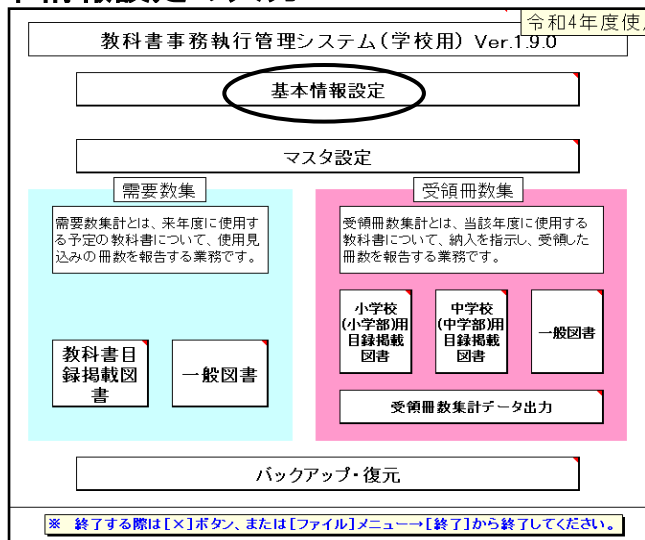 本情報設定の入力
令和4年度使
教科書事務執行管理システム(学校用) Ver.1.9.0
基本情報設定
マスタ設定
需要数集
需要数集計とは、来年度に使用す
る予定の教科書について、使用見
込みの冊数を報告する業務です。
教科書目
録掲載図
書
一般図書
受領冊数集
受領冊数集計とは、当該年度に使用する
教科書について、納入を指示し、受領した
冊数を報告する業務です。
小学校
(小学部)用
目録掲載
図書
中学校
(中学部)用
目録掲載
図書
一般図書
受領冊数集計データ出力
バックアップ・復元
※ 終了する際は[×]ボタン、または[ファイル]メニュー→[終了]から終了してください。